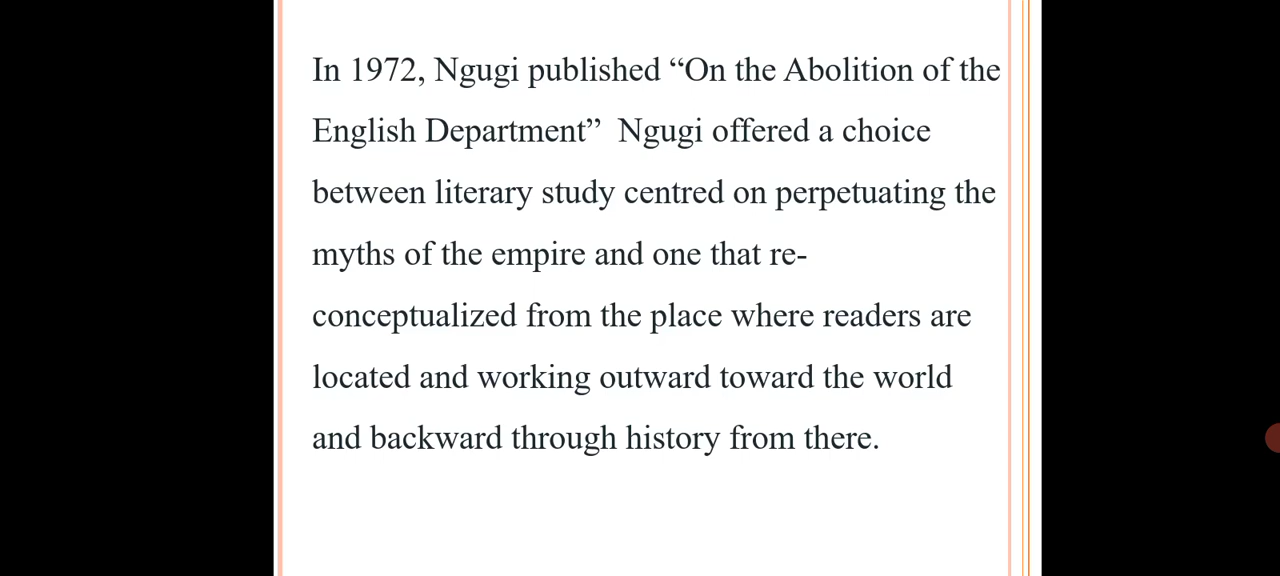 In 1972, Ngugi published “On the Abolition of the
English Department”  Ngugi offered a choice
between literary study centred on perpetuating the
myths of the empire and one that re-
conceptualized from the place where readers are
located and working outward toward the world
and backward through history from there.